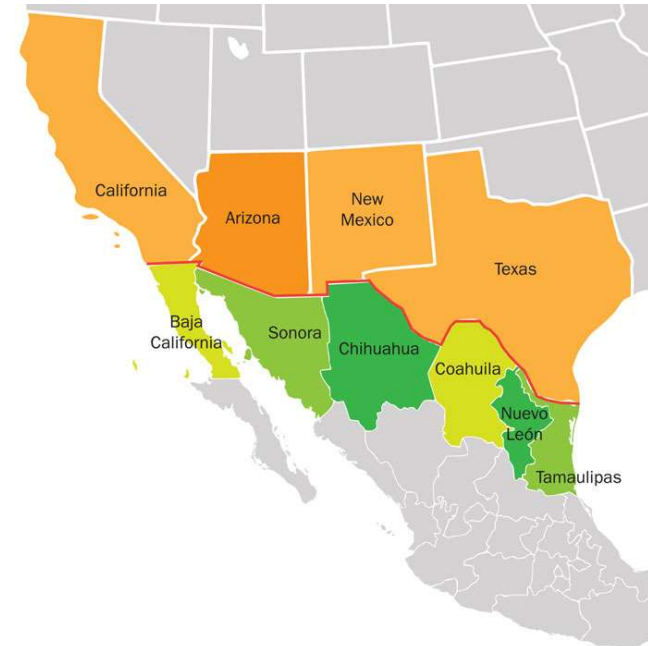 California
Arizona
New
Mexico
Texas
Baja
California
Sonora
Chihuahua
Coahuila
Nuevo
León
Tamaulipas